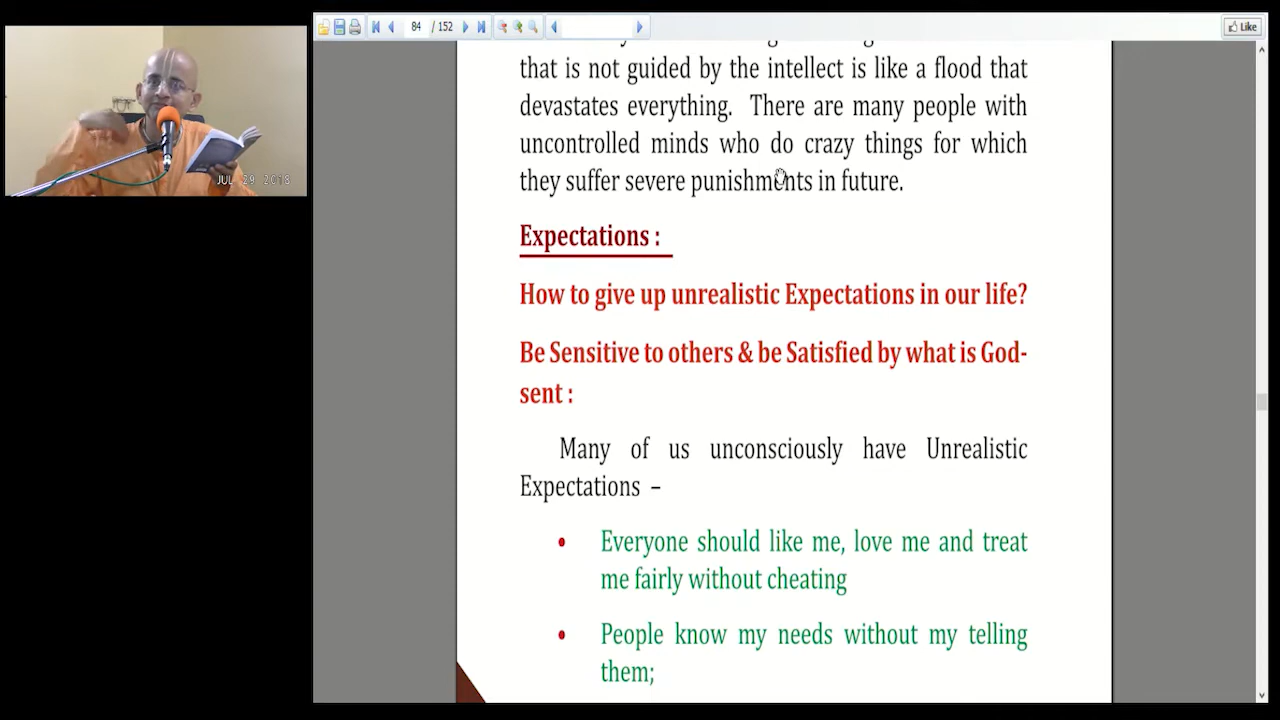 84 / 152
Like
that is not guided by the intellect is like a flood that
devastates everything. There are many people with
uncontrolled minds who do crazy things for which
they suffer severe punishments in future.
Expectations :
How to give up unrealistic Expectations in our life?
Be Sensitive to others & be Satisfied by what is God-
sent :
Many of us unconsciously have Unrealistic
Expectations –
• Everyone should like me, love me and treat
me fairly without cheating
• People know my needs without my telling
them;
JUL 29 2018